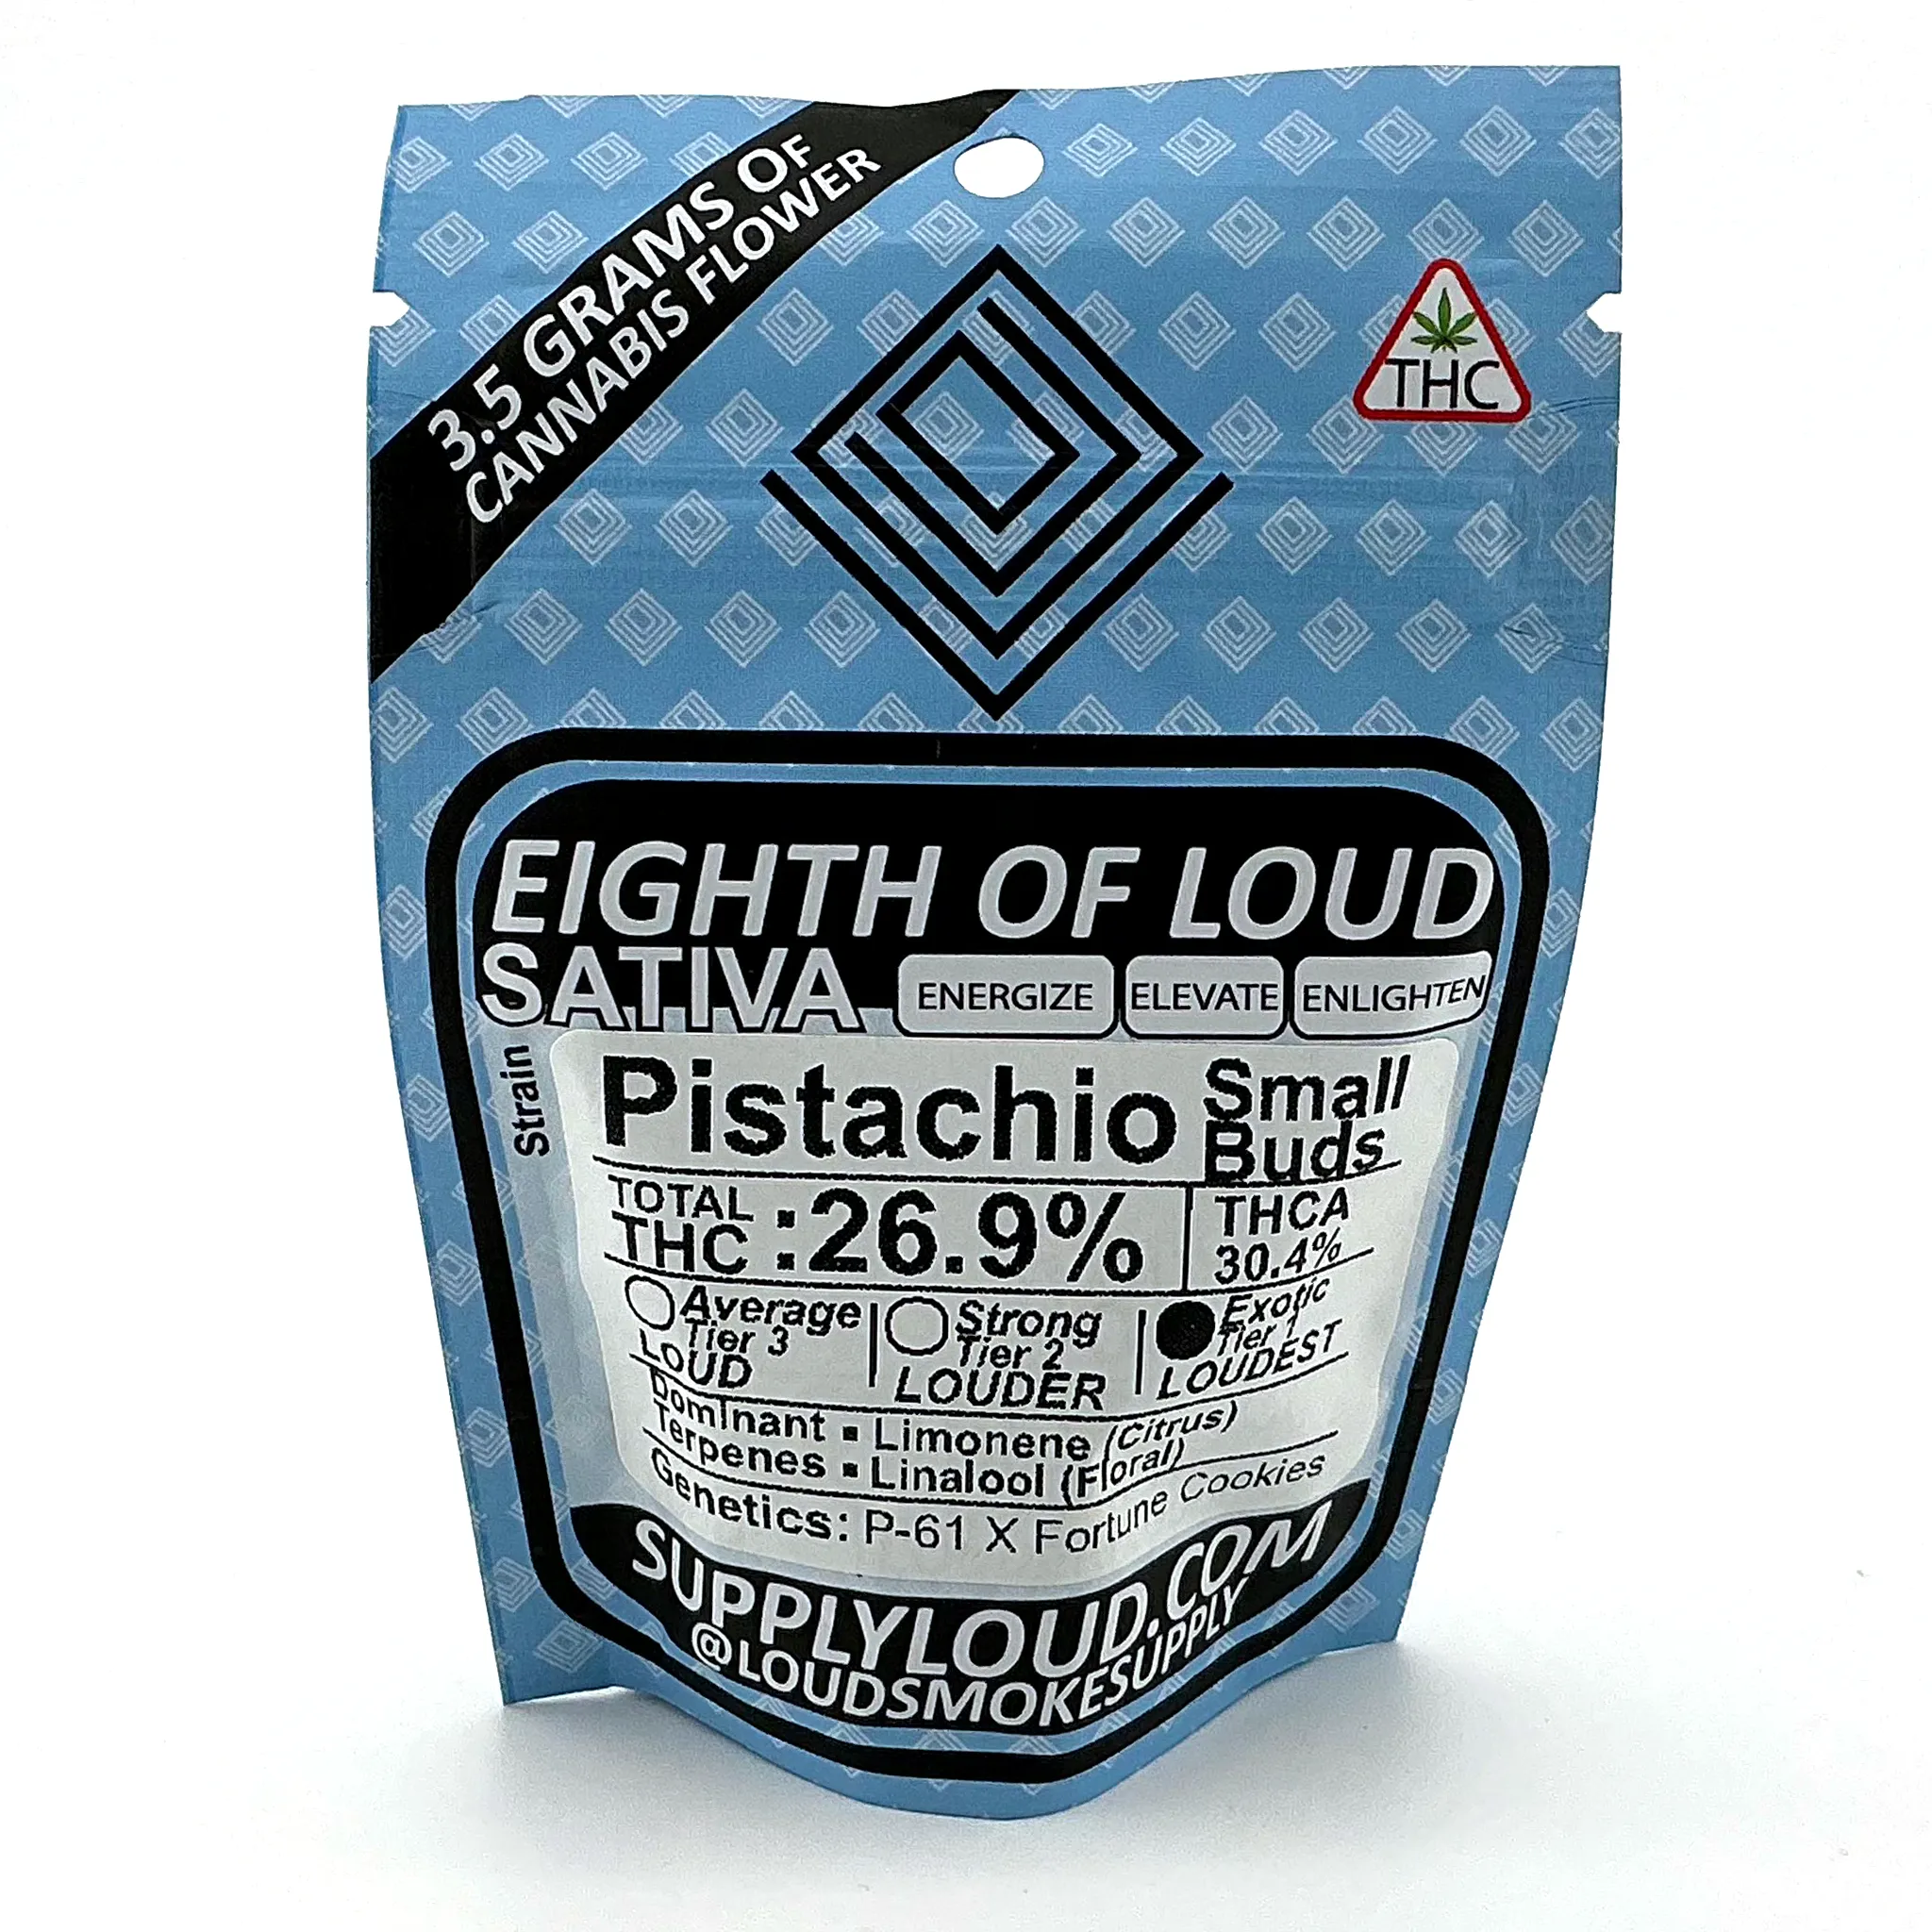 3.5 GRAMS OF
CANNABIS FLOWER
THC
EIGHTH OF LOUD
SATIVA ENERGIZE ELEVATE ENLIGHTEN
Strain
Pistachio Small
Buds
TOTAL
THC :26.9%
THCA
30.4%
Average
Tier 3
LOUD
Strong
Tier 2
LOUDER
Exotic
Tier 1
LOUDEST
Dominant ▪ Limonene (Citrus)
Terpenes ▪ Linalool (Floral)
Genetics: P-61 X Fortune Cookies
SUPPLYLOUD.COM
@LOUDSMOKESUPPLY